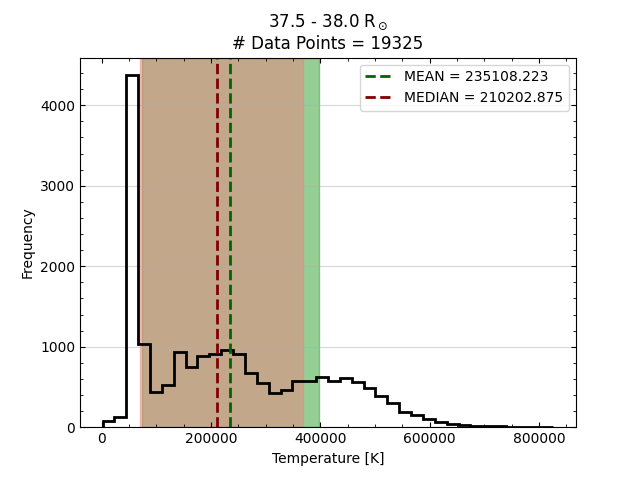 37.5 - 38.0 R⊙
# Data Points = 19325
MEAN = 235108.223
MEDIAN = 210202.875
4000
3000
2000
1000
0
Frequency
0 200000 400000 600000 800000
Temperature [K]